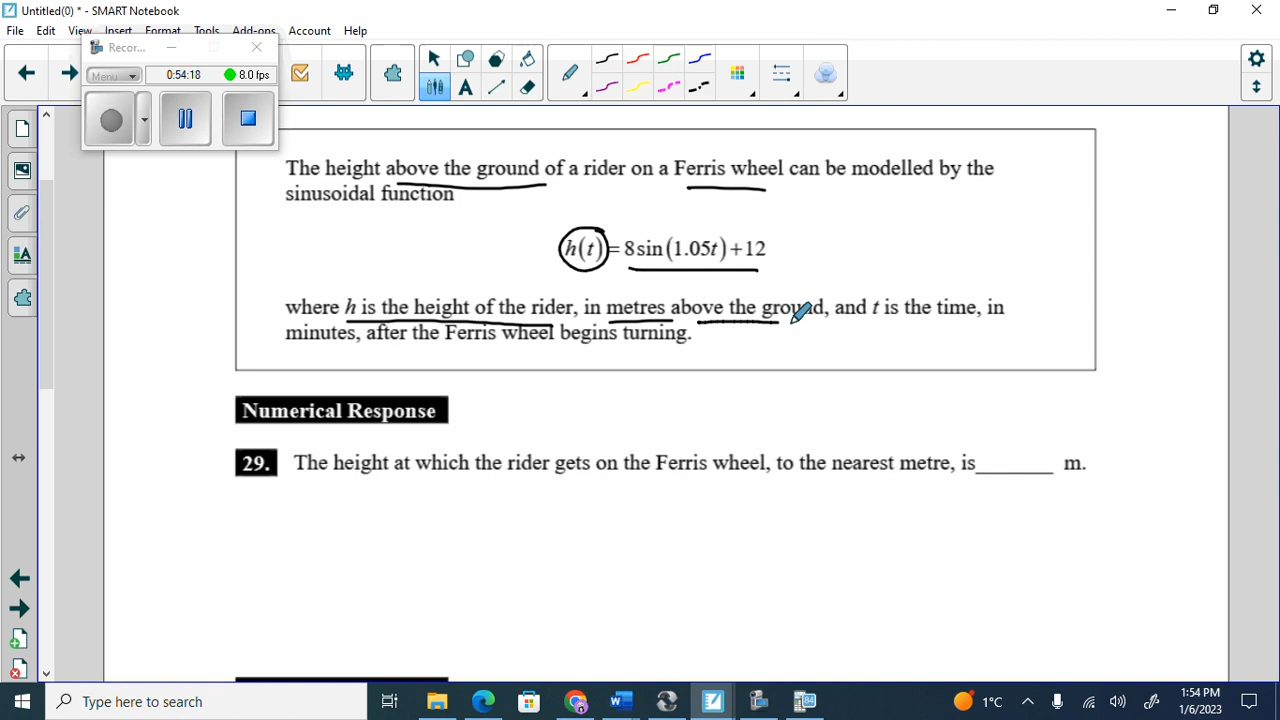 Untitled(0) * - SMART Notebook
File Edit View Insert Format Tools Add-ons Account Help
Recor...
Menu 0:54:18 8.0 fps
The height above the ground of a rider on a Ferris wheel can be modelled by the
sinusoidal function
h(t) = 8sin(1.05t)+12
where h is the height of the rider, in metres above the ground, and t is the time, in
minutes, after the Ferris wheel begins turning.
Numerical Response
29. The height at which the rider gets on the Ferris wheel, to the nearest metre, is_______ m.
Type here to search
1°C
1:54 PM
1/6/2023